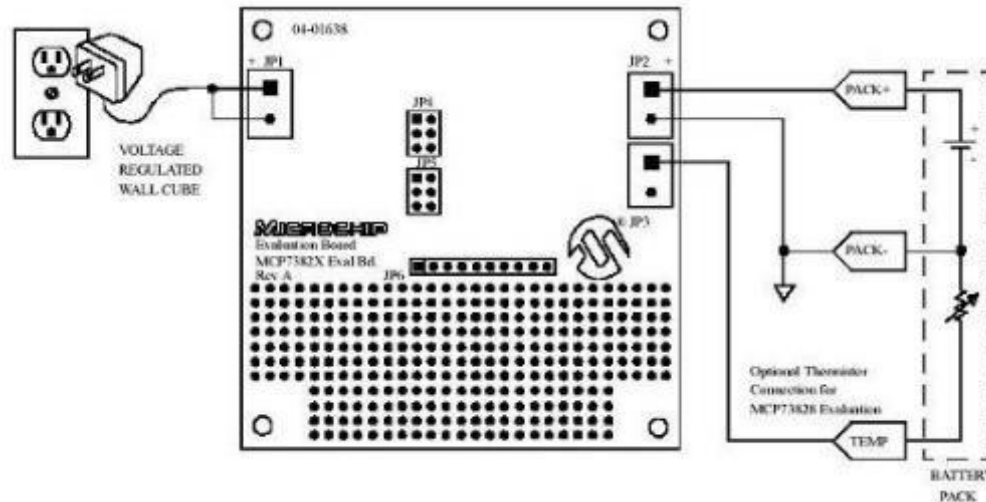 04-01638
+ JP1
JP2 +
JP4
JP5
PACK+
+
-
VOLTAGE
REGULATED
WALL CUBE
MICROCHIP
®
JP3
Evaluation Board
MCP7382X Eval Bd.
Rev A
JP6
PACK-
Optional Thermistor
Connection for
MCP73828 Evaluation
TEMP
BATTERY
PACK